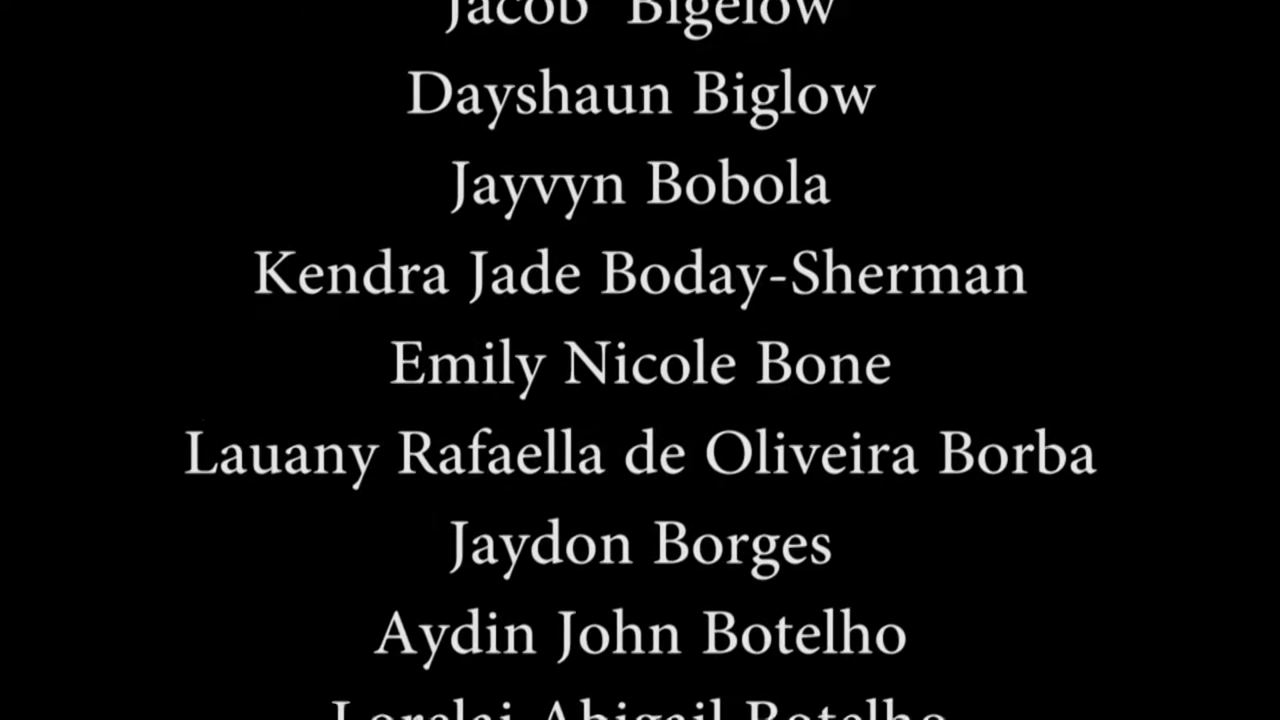 Jacob Bigelow
Dayshaun Biglow
Jayvyn Bobola
Kendra Jade Boday-Sherman
Emily Nicole Bone
Lauany Rafaella de Oliveira Borba
Jaydon Borges
Aydin John Botelho
Lorelai Abigail Botelho